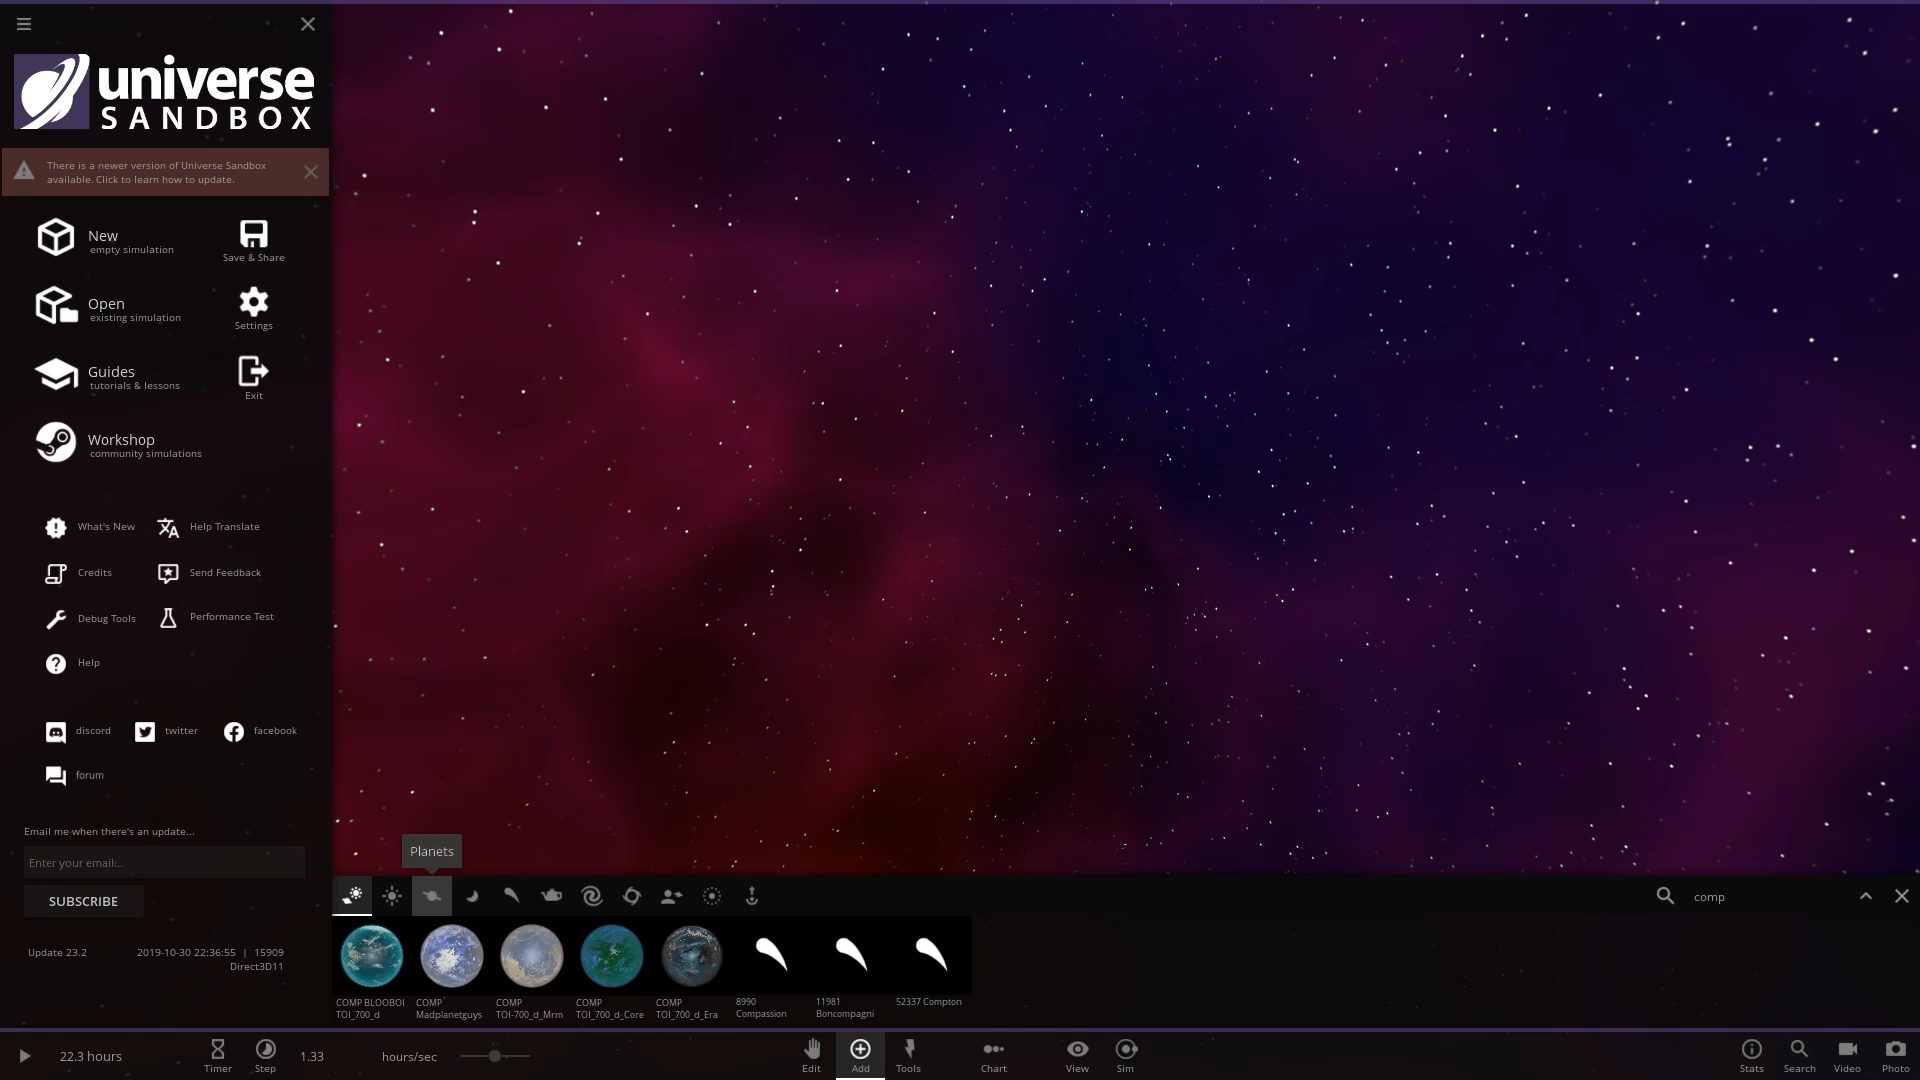 universe
SANDBOX
There is a newer version of Universe Sandbox
available. Click to learn how to update.
New
empty simulation
Save & Share
Open
existing simulation
Settings
Guides
tutorials & lessons
Exit
Workshop
community simulations
What's New
Help Translate
Credits
Send Feedback
Debug Tools
Performance Test
Help
discord
twitter
facebook
forum
Email me when there's an update...
Enter your email...
SUBSCRIBE
Update 23.2
2019-10-30 22:36:55 | 15909
Direct3D11
Planets
comp
COMP BLOOBOI
TOI_700_d
COMP
Madplanetguys
COMP
TOI-700_d_Mrm
COMP
TOI_700_d_Core
COMP
TOI_700_d_Era
8990
Compassion
11981
Boncompagni
52337 Compton
22.3 hours
Timer
Step
1.33
hours/sec
Edit
Add
Tools
Chart
View
Sim
Stats
Search
Video
Photo